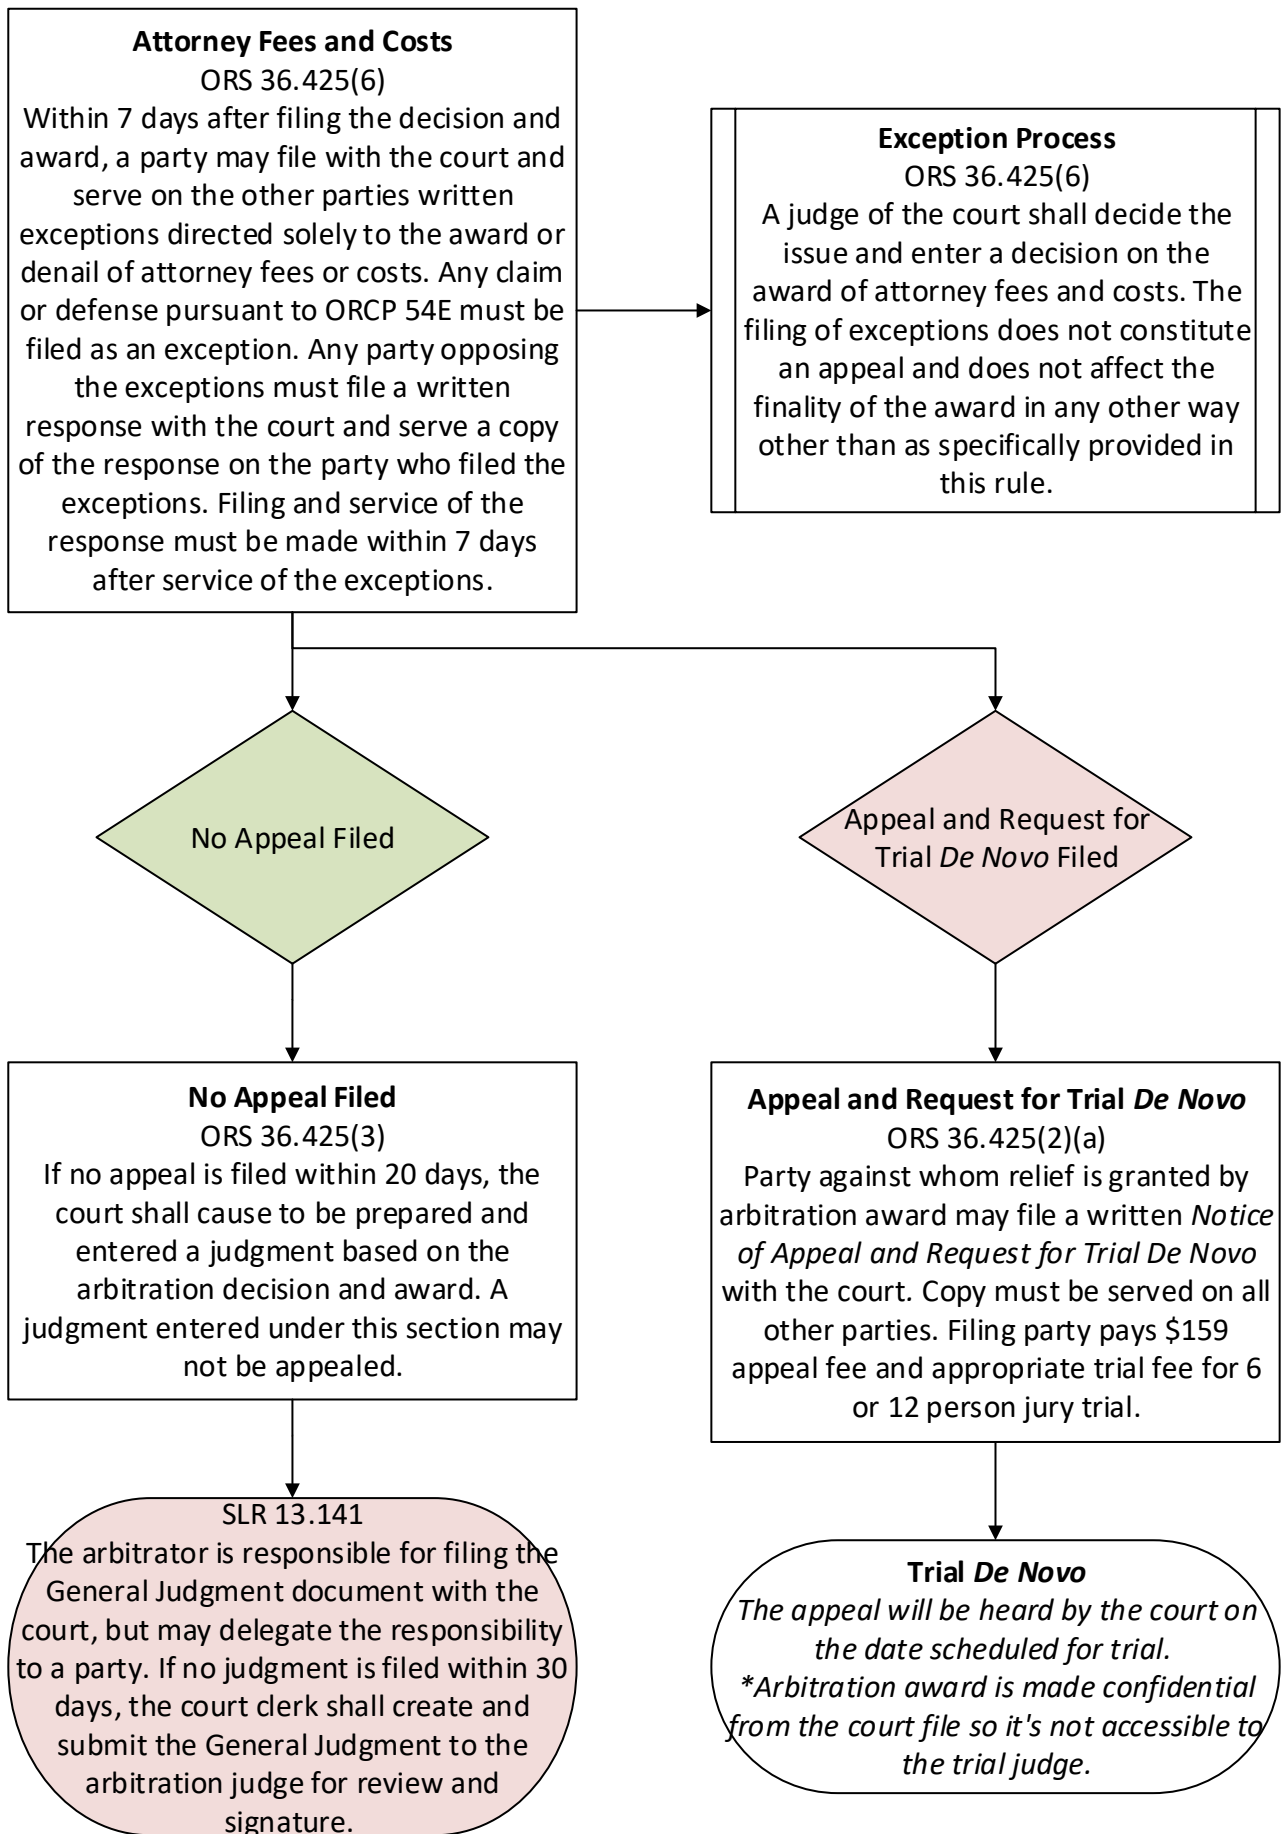 Attorney Fees and Costs
ORS 36.425(6)
Within 7 days after filing the decision and
award, a party may file with the court and
serve on the other parties written
exceptions directed solely to the award or
denail of attorney fees or costs. Any claim
or defense pursuant to ORCP 54E must be
filed as an exception. Any party opposing
the exceptions must file a written
response with the court and serve a copy
of the response on the party who filed the
exceptions. Filing and service of the
response must be made within 7 days
after service of the exceptions.
Exception Process
ORS 36.425(6)
A judge of the court shall decide the
issue and enter a decision on the
award of attorney fees and costs. The
filing of exceptions does not constitute
an appeal and does not affect the
finality of the award in any other way
other than as specifically provided in
this rule.
No Appeal Filed
Appeal and Request for
Trial De Novo Filed
No Appeal Filed
ORS 36.425(3)
If no appeal is filed within 20 days, the
court shall cause to be prepared and
entered a judgment based on the
arbitration decision and award. A
judgment entered under this section may
not be appealed.
Appeal and Request for Trial De Novo
ORS 36.425(2)(a)
Party against whom relief is granted by
arbitration award may file a written Notice
of Appeal and Request for Trial De Novo
with the court. Copy must be served on all
other parties. Filing party pays $159
appeal fee and appropriate trial fee for 6
or 12 person jury trial.
SLR 13.141
The arbitrator is responsible for filing the
General Judgment document with the
court, but may delegate the responsibility
to a party. If no judgment is filed within 30
days, the court clerk shall create and
submit the General Judgment to the
arbitration judge for review and
signature.
Trial De Novo
The appeal will be heard by the court on
the date scheduled for trial.
*Arbitration award is made confidential
from the court file so it's not accessible to
the trial judge.